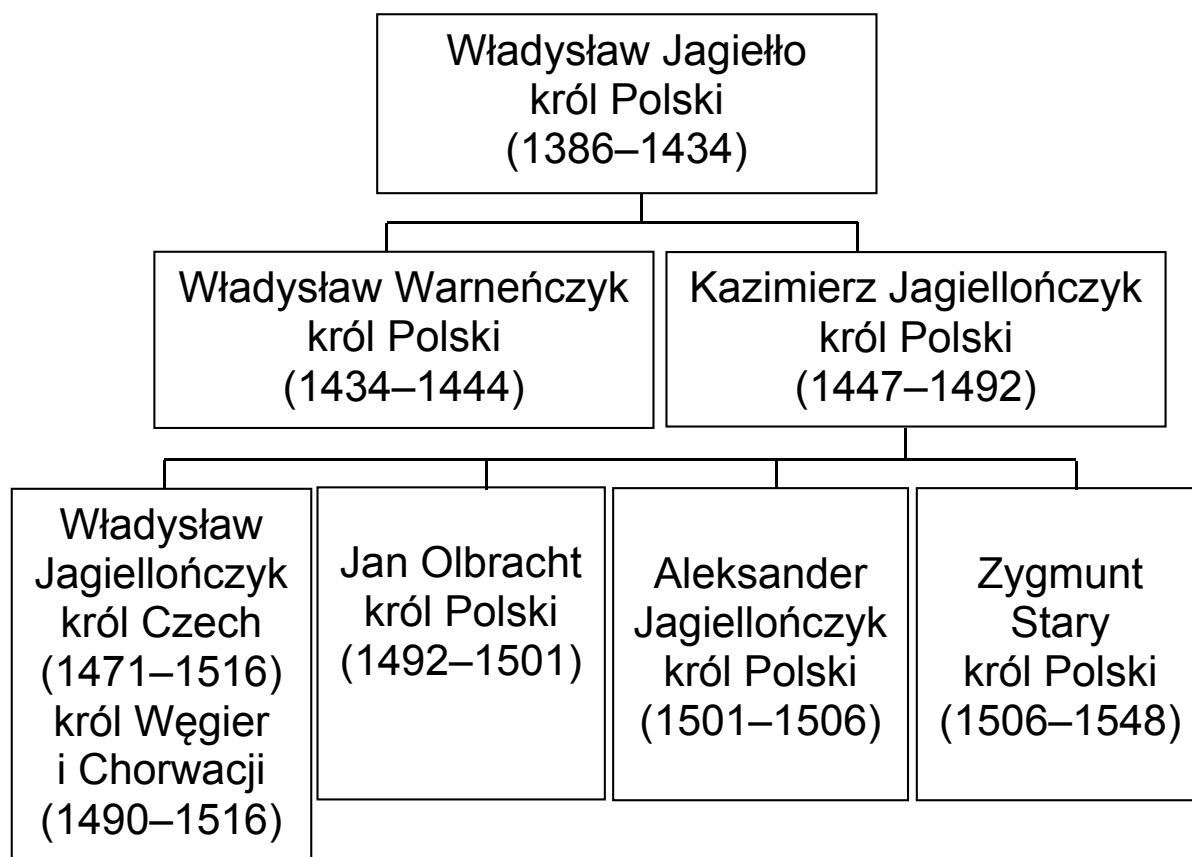 Władysław Jagiełło
król Polski
(1386–1434)
Władysław Warneńczyk
król Polski
(1434–1444)
Kazimierz Jagiellończyk
król Polski
(1447–1492)
Władysław
Jagiellończyk
król Czech
(1471–1516)
król Węgier
i Chorwacji
(1490–1516)
Jan Olbracht
król Polski
(1492–1501)
Aleksander
Jagiellończyk
król Polski
(1501–1506)
Zygmunt
Stary
król Polski
(1506–1548)